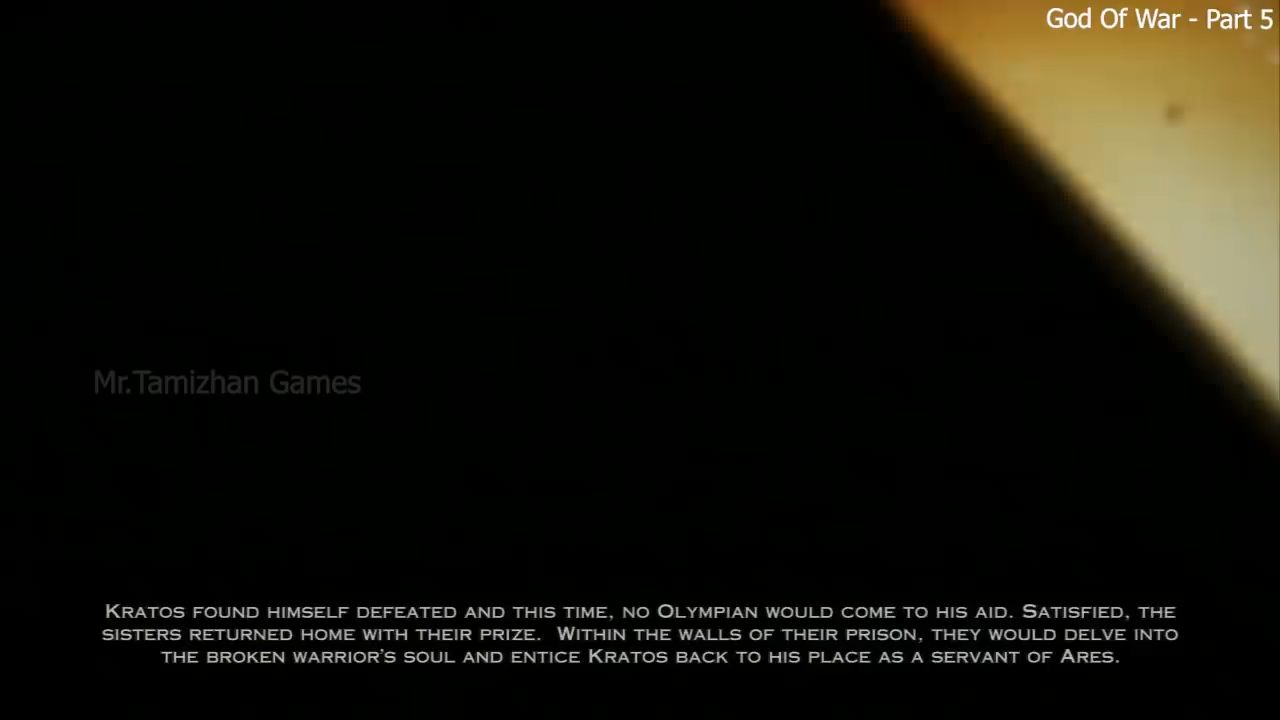 God Of War - Part 5
Mr.Tamizhan Games
Kratos found himself defeated and this time, no Olympian would come to his aid. Satisfied, the
sisters returned home with their prize.  Within the walls of their prison, they would delve into
the broken warrior's soul and entice Kratos back to his place as a servant of Ares.